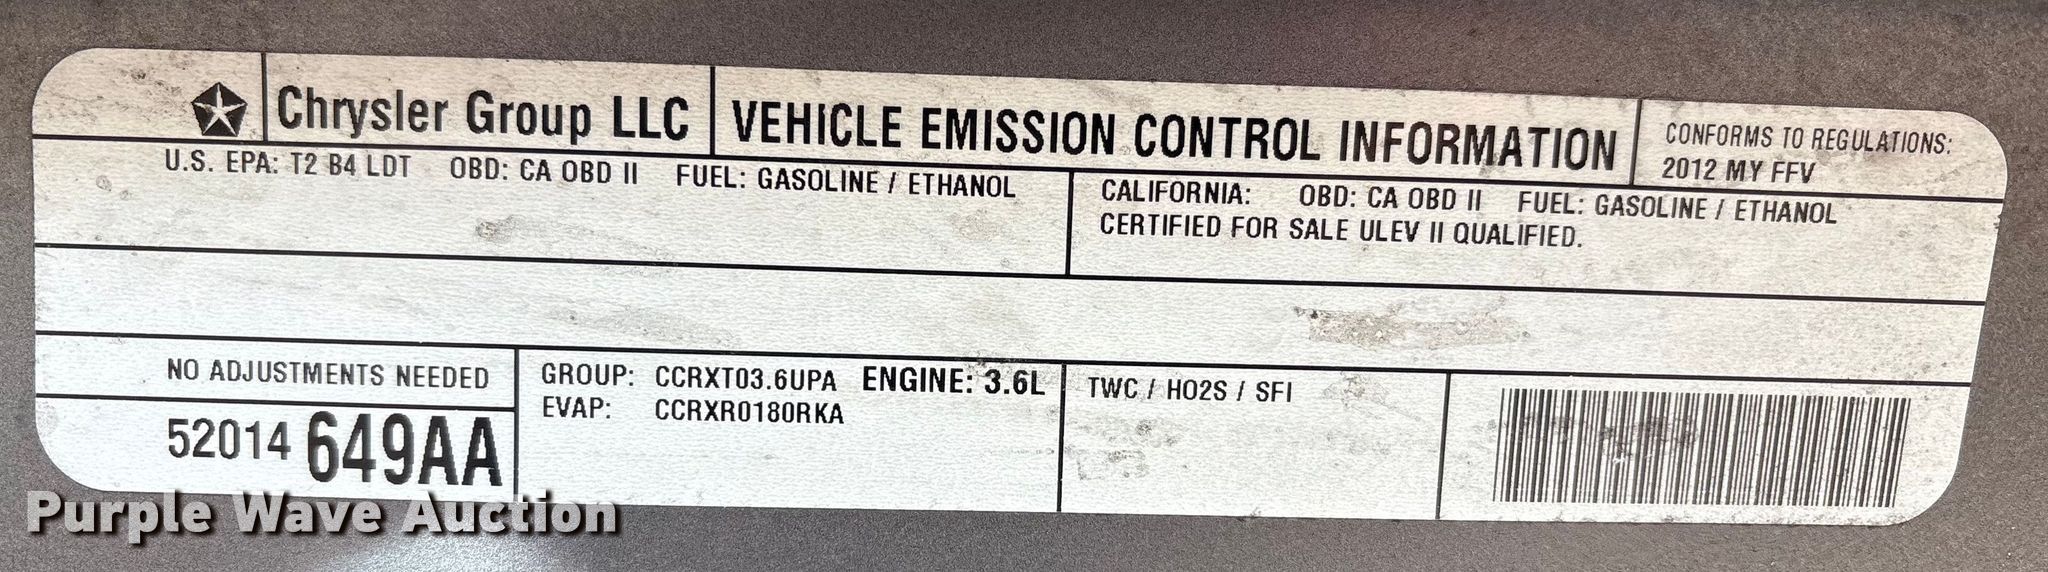 Chrysler Group LLC
VEHICLE EMISSION CONTROL INFORMATION
CONFORMS TO REGULATIONS:
2012 MY FFV
U.S. EPA: T2 B4 LDT OBD: CA OBD II FUEL: GASOLINE / ETHANOL
CALIFORNIA: OBD: CA OBD II FUEL: GASOLINE / ETHANOL
CERTIFIED FOR SALE ULEV II QUALIFIED.
NO ADJUSTMENTS NEEDED
52014 649AA
GROUP: CCRXT03.6UPA ENGINE: 3.6L
EVAP: CCRXR0180RKA
TWC / HO2S / SFI
Purple Wave Auction